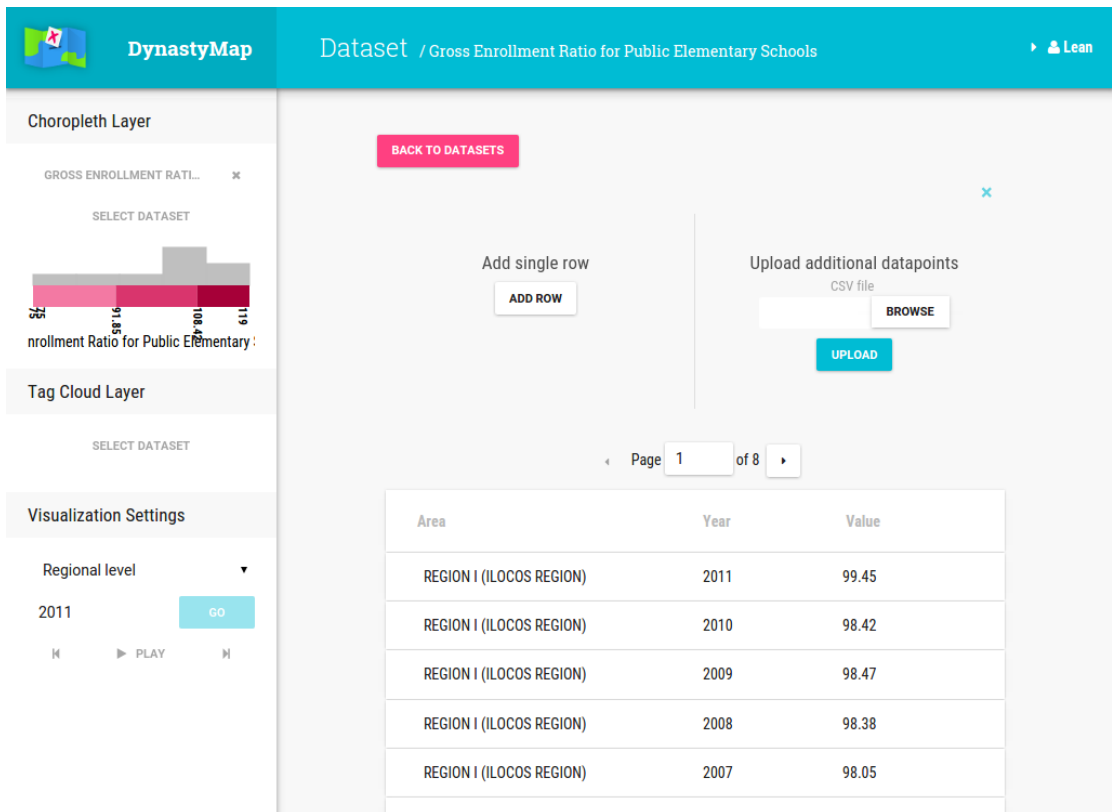 DynastyMap
Dataset / Gross Enrollment Ratio for Public Elementary Schools
Lean
Choropleth Layer
GROSS ENROLLMENT RATI...
SELECT DATASET
75
75
91.85
108.42
119
nrollment Ratio for Public Elementary
Tag Cloud Layer
SELECT DATASET
Visualization Settings
Regional level
2011
GO
PLAY
BACK TO DATASETS
Add single row
ADD ROW
Upload additional datapoints
CSV file
BROWSE
UPLOAD
Page 1 of 8
Area Year Value
REGION I (ILOCOS REGION) 2011 99.45
REGION I (ILOCOS REGION) 2010 98.42
REGION I (ILOCOS REGION) 2009 98.47
REGION I (ILOCOS REGION) 2008 98.38
REGION I (ILOCOS REGION) 2007 98.05